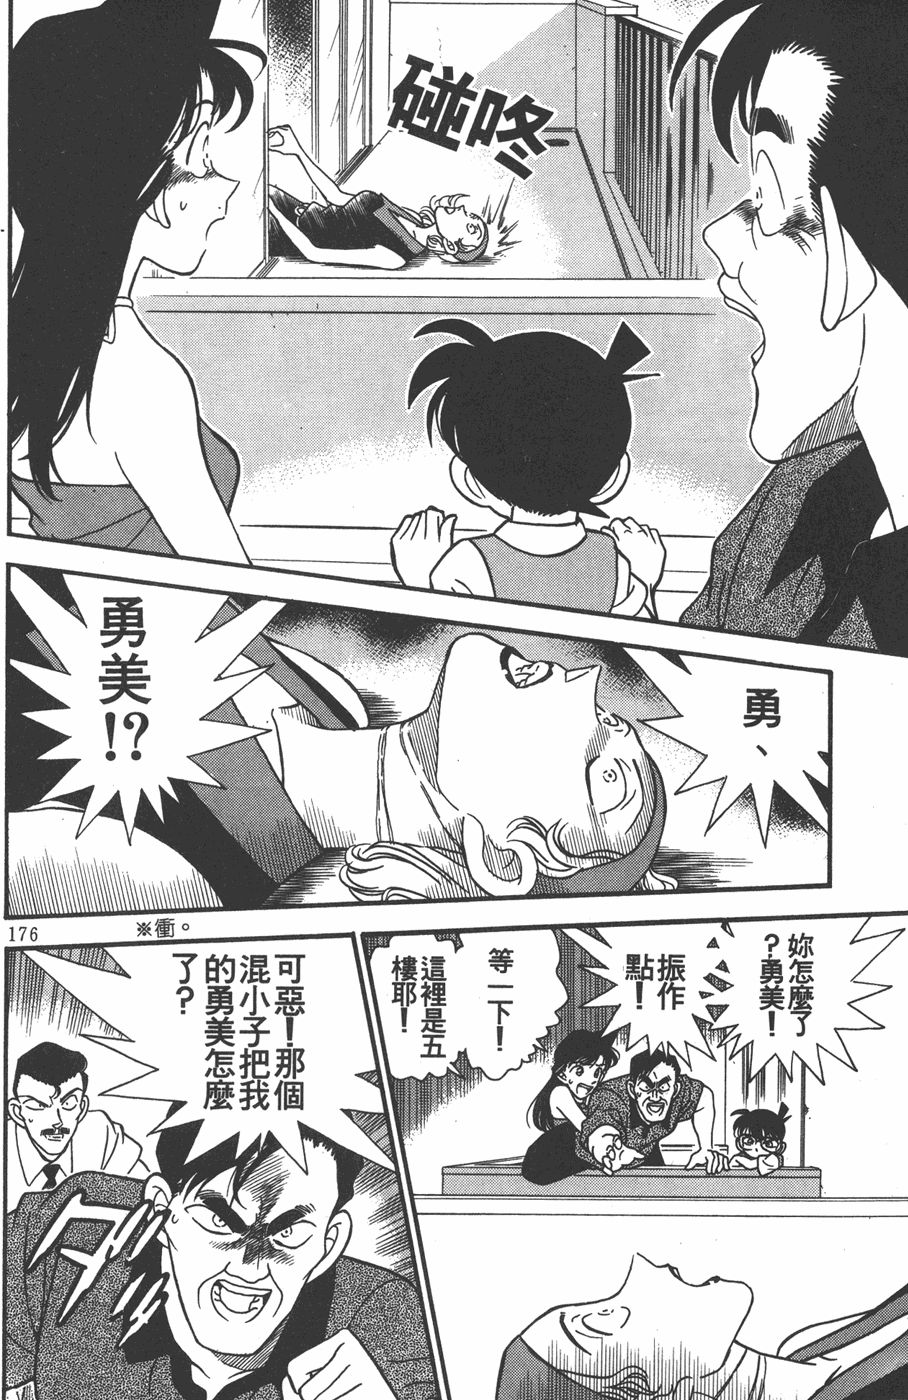 碰咚
勇、
勇
美
!?
176
※衝。
妳怎麼了
?勇美!
振作
點!
等一下!
這裡是五
樓耶!
可惡!那個
混小子把我
的勇美怎麼
了?
ダッ